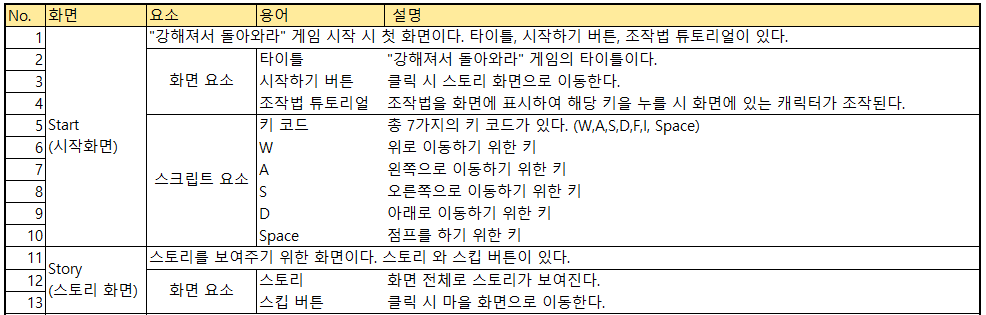 No. 화면 요소 용어 설명
1 "강해져서 돌아와라" 게임 시작 시 첫 화면이다. 타이틀, 시작하기 버튼, 조작법 튜토리얼이 있다.
2 타이틀 "강해져서 돌아와라" 게임의 타이틀이다.
화면 요소
3 시작하기 버튼 클릭 시 스토리 화면으로 이동한다.
4 조작법 튜토리얼 조작법을 화면에 표시하여 해당 키을 누를 시 화면에 있는 캐릭터가 조작된다.
5 Start 키 코드 총 7가지의 키 코드가 있다. (W,A,S,D,F,I, Space)
6 (시작화면) W 위로 이동하기 위한 키
7 A 왼쪽으로 이동하기 위한 키
스크립트 요소
8 S 오른쪽으로 이동하기 위한 키
9 D 아래로 이동하기 위한 키
10 Space 점프를 하기 위한 키
11 스토리를 보여주기 위한 화면이다. 스토리 와 스킵 버튼이 있다.
Story
12 스토리 화면 전체로 스토리가 보여진다.
(스토리 화면) 화면 요소
13 스킵 버튼 클릭 시 마을 화면으로 이동한다.